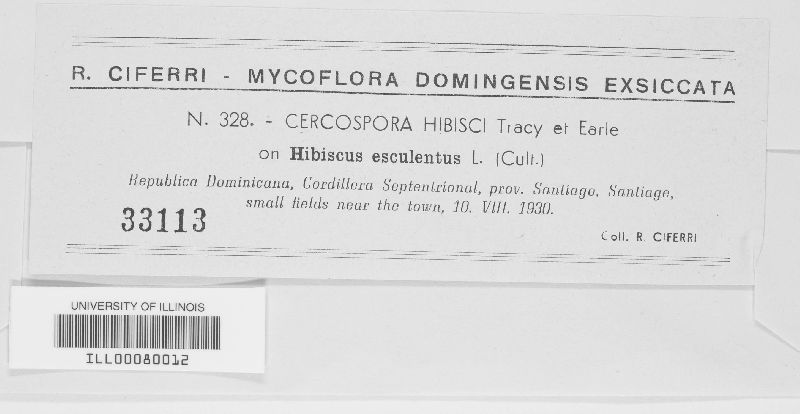 R. CIFERRI - MYCOFLORA DOMINGENSIS EXSICCATA
N. 328. - CERCOSPORA HIBISCI Tracy et Earle
on Hibiscus esculentus L. (Cult.)
Republica Dominicana, Cordillera Septentrional, prov. Santiago, Santiago,
small fields near the town, 10. VIII. 1930.
33113
Coll. R. CIFERRI
UNIVERSITY OF ILLINOIS
ILL00080012